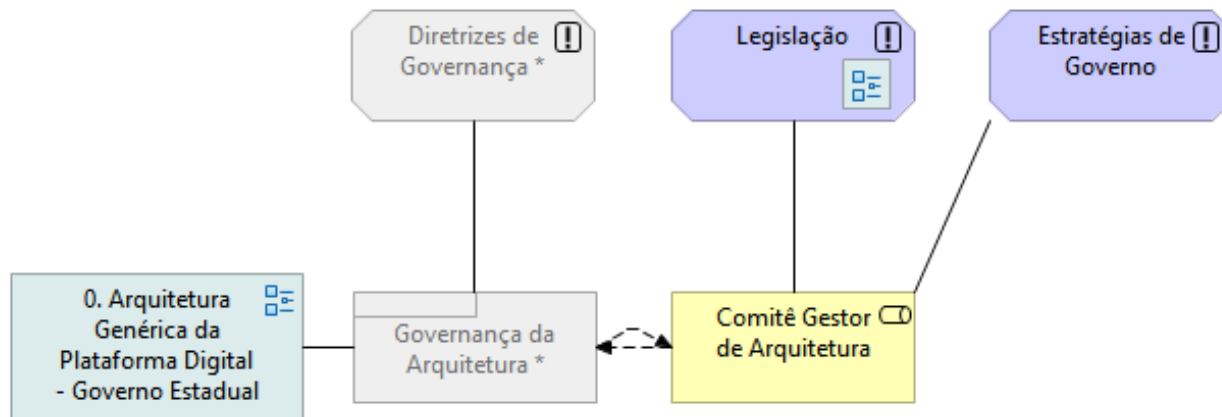 Diretrizes de
Governança *
Legislação
Estratégias de
Governo
0. Arquitetura
Genérica da
Plataforma Digital
- Governo Estadual
Governança da
Arquitetura *
Comitê Gestor
de Arquitetura